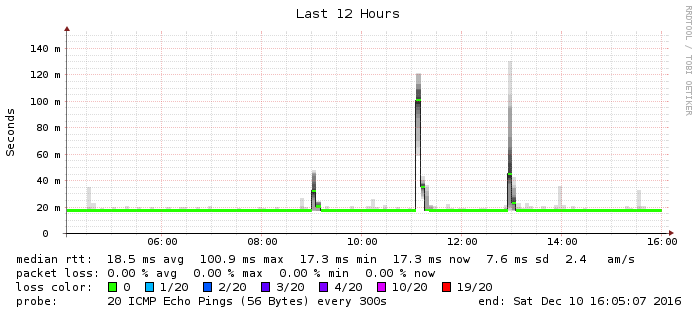 Last 12 Hours
RRDTOOL / TOBI OETIKER
Seconds
140 m
120 m
100 m
80 m
60 m
40 m
20 m
0
06:00 08:00 10:00 12:00 14:00 16:00
median rtt: 18.5 ms avg 100.9 ms max 17.3 ms min 17.3 ms now 7.6 ms sd 2.4 am/s
packet loss: 0.00 % avg 0.00 % max 0.00 % min 0.00 % now
loss color: 0 1/20 2/20 3/20 4/20 10/20 19/20
probe: 20 ICMP Echo Pings (56 Bytes) every 300s end: Sat Dec 10 16:05:07 2016